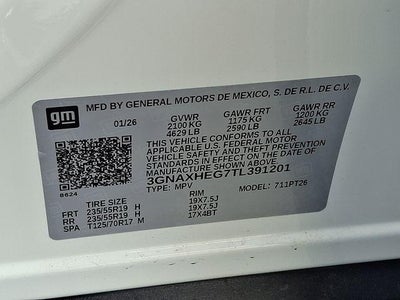 gm MFD BY GENERAL MOTORS DE MEXICO, S. DE R.L. DE C.V.
01/26 GVWR GAWR FRT GAWR RR
2100 KG 1175 KG 1200 KG
4629 LB 2590 LB 2645 LB
THIS VEHICLE CONFORMS TO ALL
APPLICABLE U.S. FEDERAL MOTOR
VEHICLE SAFETY AND THEFT PREVENTION
STANDARDS IN EFFECT ON THE DATE OF
MANUFACTURE SHOWN ABOVE.
3GNAXHEG7TL391201
8624 TYPE: MPV MODEL: 711PT26
TIRE SIZE RIM
FRT 235/55R19 H 19X7.5J
RR 235/55R19 H 19X7.5J
SPA T125/70R17 M 17X4BT